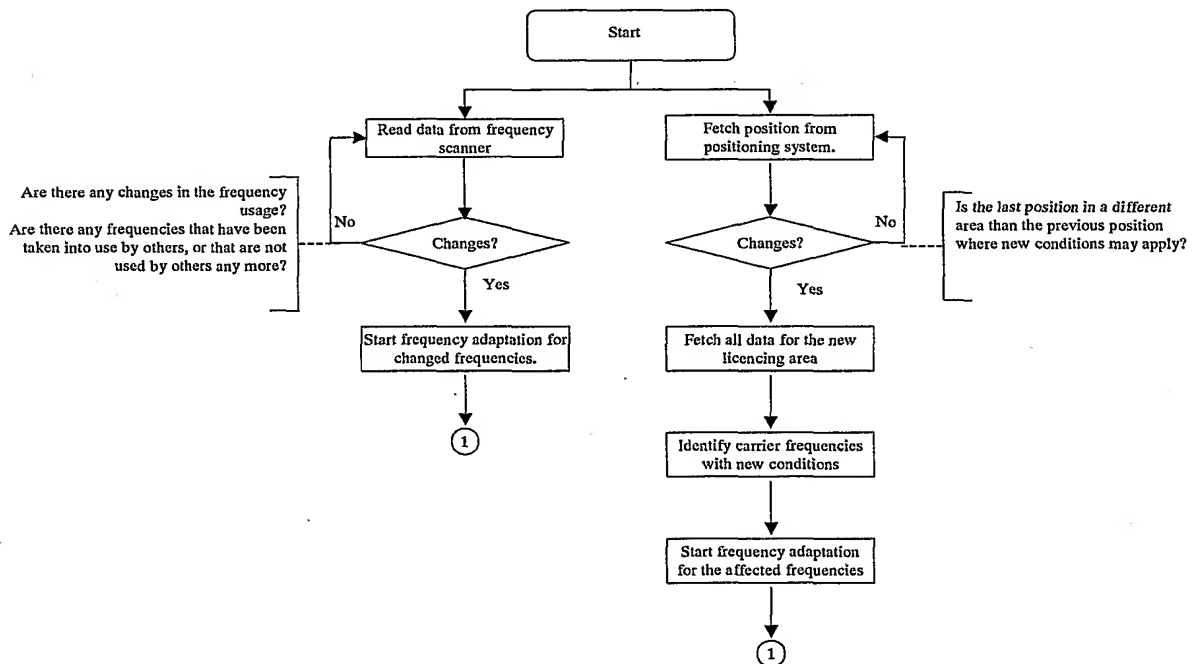 Start
Read data from frequency
scanner
Fetch position from
positioning system.
Are there any changes in the frequency
usage?
Are there any frequencies that have been
taken into use by others, or that are not
used by others any more?
No
Changes?
Yes
No
Changes?
Yes
Is the last position in a different
area than the previous position
where new conditions may apply?
Start frequency adaptation for
changed frequencies.
1
Fetch all data for the new
licencing area
Identify carrier frequencies
with new conditions
Start frequency adaptation
for the affected frequencies
1